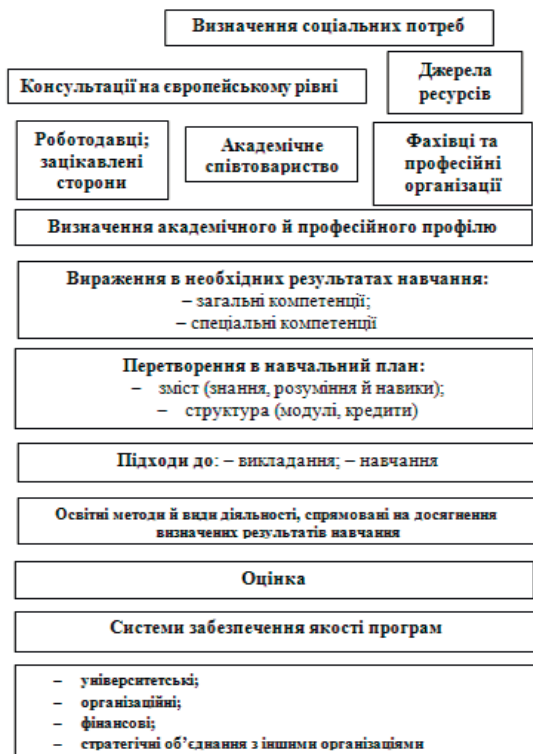 Визначення соціальних потреб
Консультації на європейському рівні
Джерела
ресурсів
Роботодавці;
зацікавлені
сторони
Академічне
співтовариство
Фахівці та
професійні
організації
Визначення академічного й професійного профілю
Вираження в необхідних результатах навчання:
– загальні компетенції;
– спеціальні компетенції
Перетворення в навчальний план:
– зміст (знання, розуміння й навики);
– структура (модулі, кредити)
Підходи до: – викладання; – навчання
Освітні методи й види діяльності, спрямовані на досягнення
визначених результатів навчання
Оцінка
Системи забезпечення якості програм
– університетські;
– організаційні;
– фінансові;
– стратегічні об’єднання з іншими організаціями